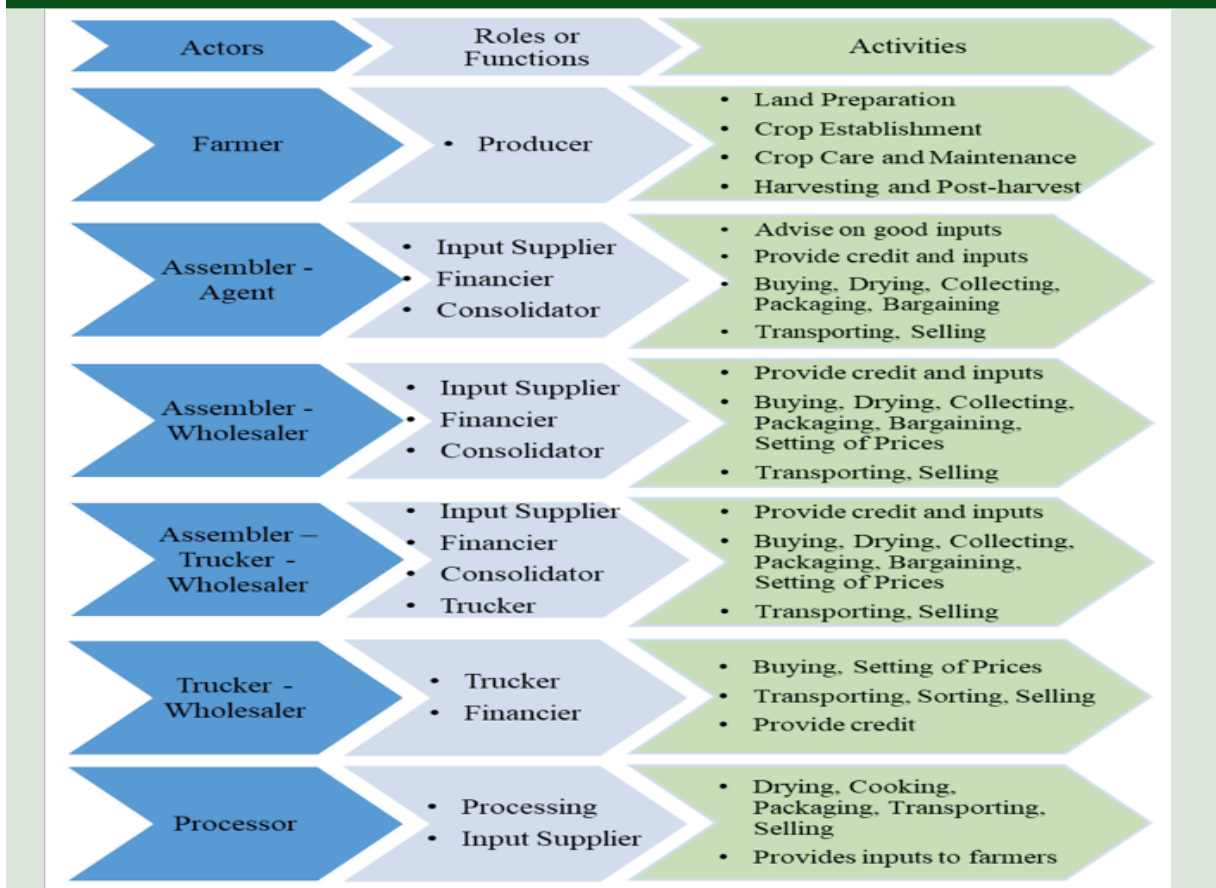 Actors
Roles or
Functions
Activities
Farmer
• Producer
• Land Preparation
• Crop Establishment
• Crop Care and Maintenance
• Harvesting and Post-harvest
Assembler -
Agent
• Input Supplier
• Financier
• Consolidator
• Advise on good inputs
• Provide credit and inputs
• Buying, Drying, Collecting,
Packaging, Bargaining
• Transporting, Selling
Assembler -
Wholesaler
• Input Supplier
• Financier
• Consolidator
• Provide credit and inputs
• Buying, Drying, Collecting,
Packaging, Bargaining,
Setting of Prices
• Transporting, Selling
Assembler –
Trucker -
Wholesaler
• Input Supplier
• Financier
• Consolidator
• Trucker
• Provide credit and inputs
• Buying, Drying, Collecting,
Packaging, Bargaining,
Setting of Prices
• Transporting, Selling
Trucker -
Wholesaler
• Trucker
• Financier
• Buying, Setting of Prices
• Transporting, Sorting, Selling
• Provide credit
Processor
• Processing
• Input Supplier
• Drying, Cooking,
Packaging, Transporting,
Selling
• Provides inputs to farmers